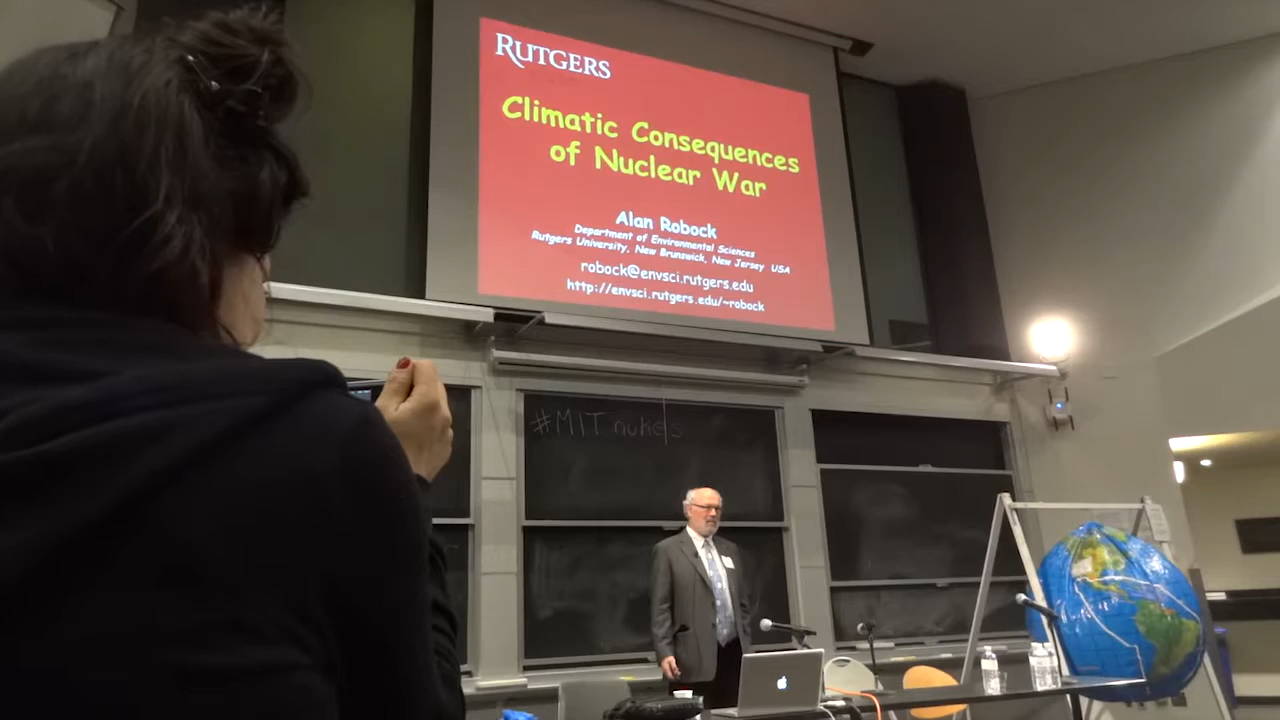 RUTGERS
Climatic Consequences
of Nuclear War
Alan Robock
Department of Environmental Sciences
Rutgers University, New Brunswick, New Jersey USA
robock@envsci.rutgers.edu
http://envsci.rutgers.edu/~robock
#MITnukes